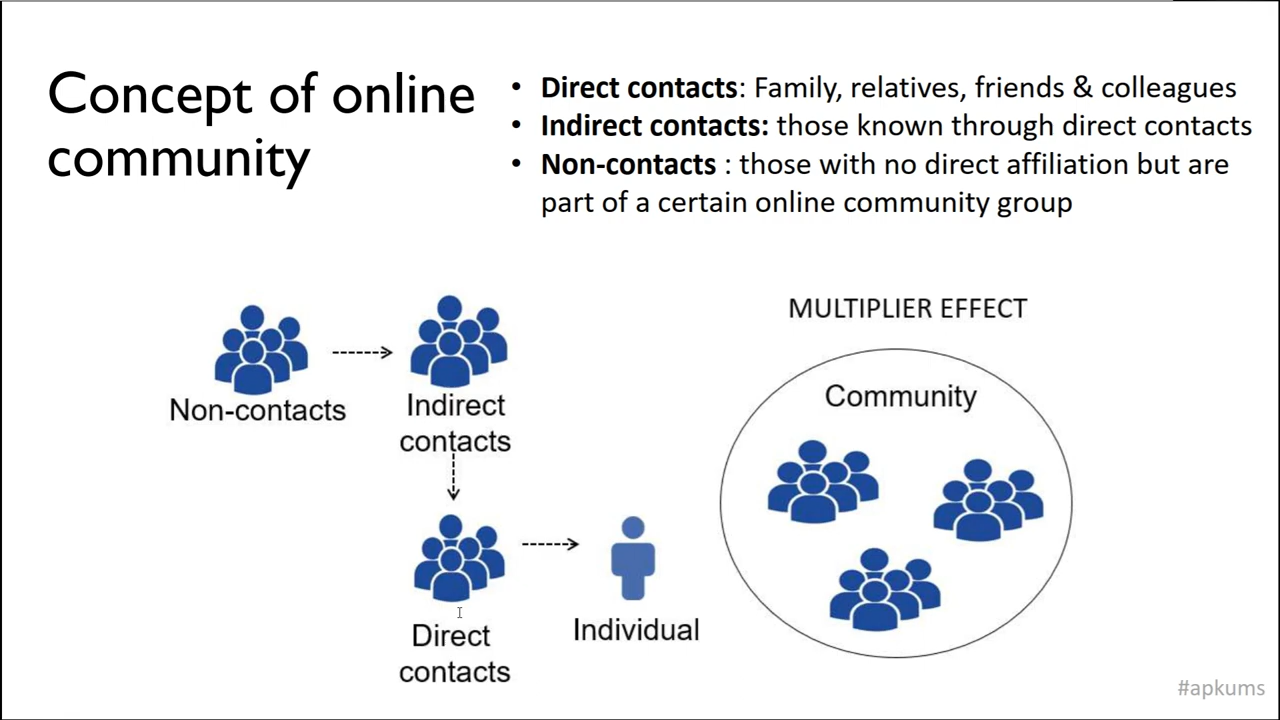 Concept of online
community
• Direct contacts: Family, relatives, friends & colleagues
• Indirect contacts: those known through direct contacts
• Non-contacts : those with no direct affiliation but are
part of a certain online community group
Non-contacts
Indirect
contacts
Direct
contacts
Individual
MULTIPLIER EFFECT
Community
#apkums